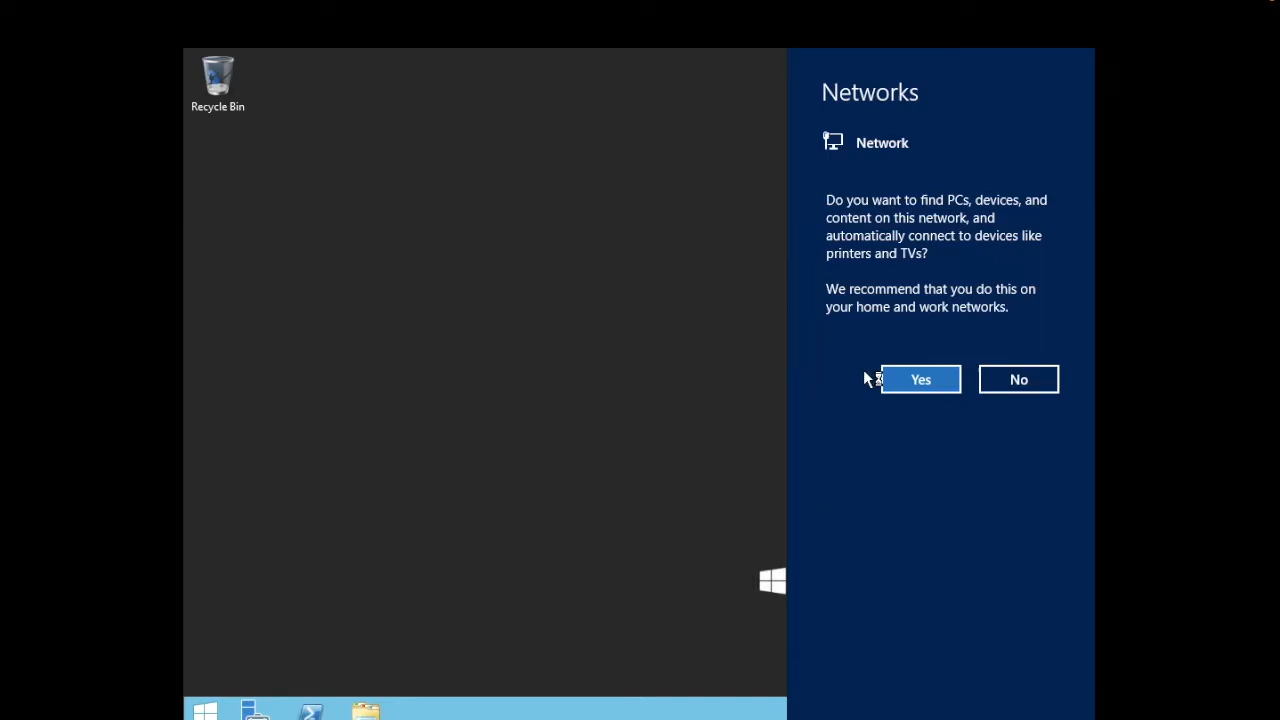 Recycle Bin
Networks
Network
Do you want to find PCs, devices, and
content on this network, and
automatically connect to devices like
printers and TVs?
We recommend that you do this on
your home and work networks.
Yes
No